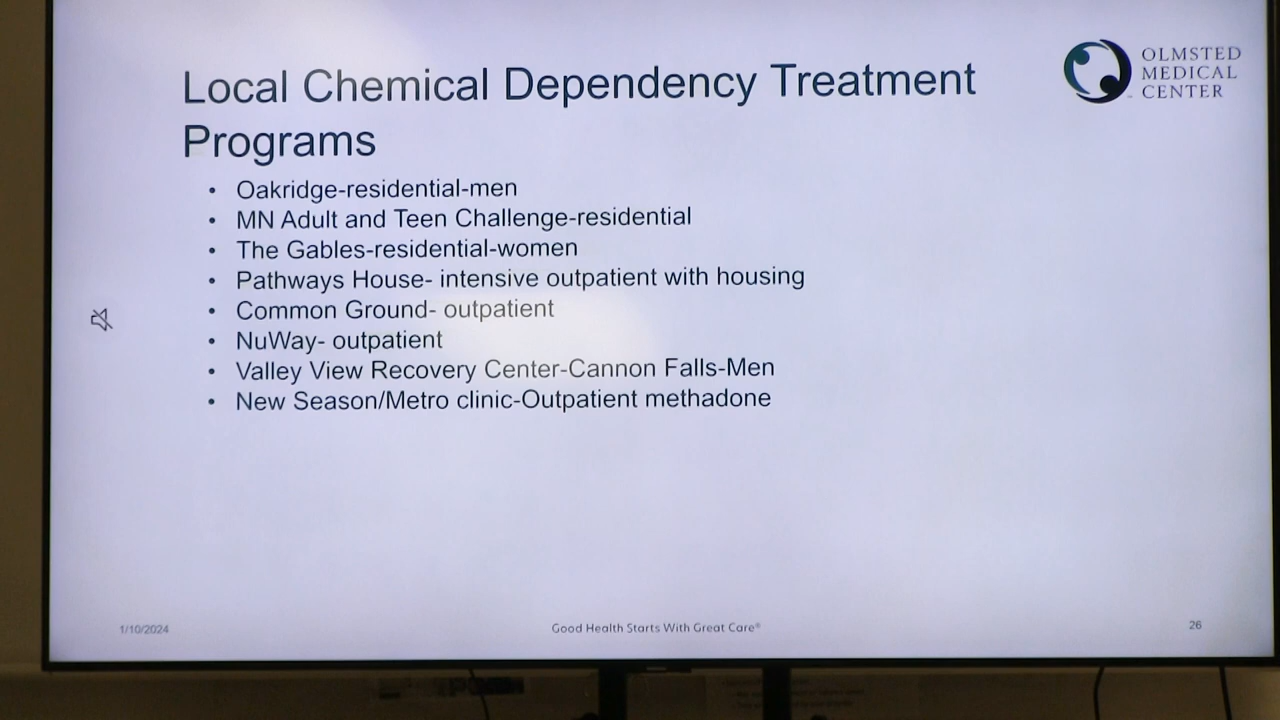 Local Chemical Dependency Treatment
Programs
OLMSTED
MEDICAL
CENTER
• Oakridge-residential-men
• MN Adult and Teen Challenge-residential
• The Gables-residential-women
• Pathways House- intensive outpatient with housing
• Common Ground- outpatient
• NuWay- outpatient
• Valley View Recovery Center-Cannon Falls-Men
• New Season/Metro clinic-Outpatient methadone
1/10/2024
Good Health Starts With Great Care®
26